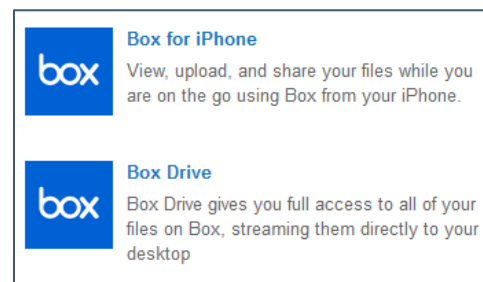 box
Box for iPhone
View, upload, and share your files while you
are on the go using Box from your iPhone.
box
Box Drive
Box Drive gives you full access to all of your
files on Box, streaming them directly to your
desktop